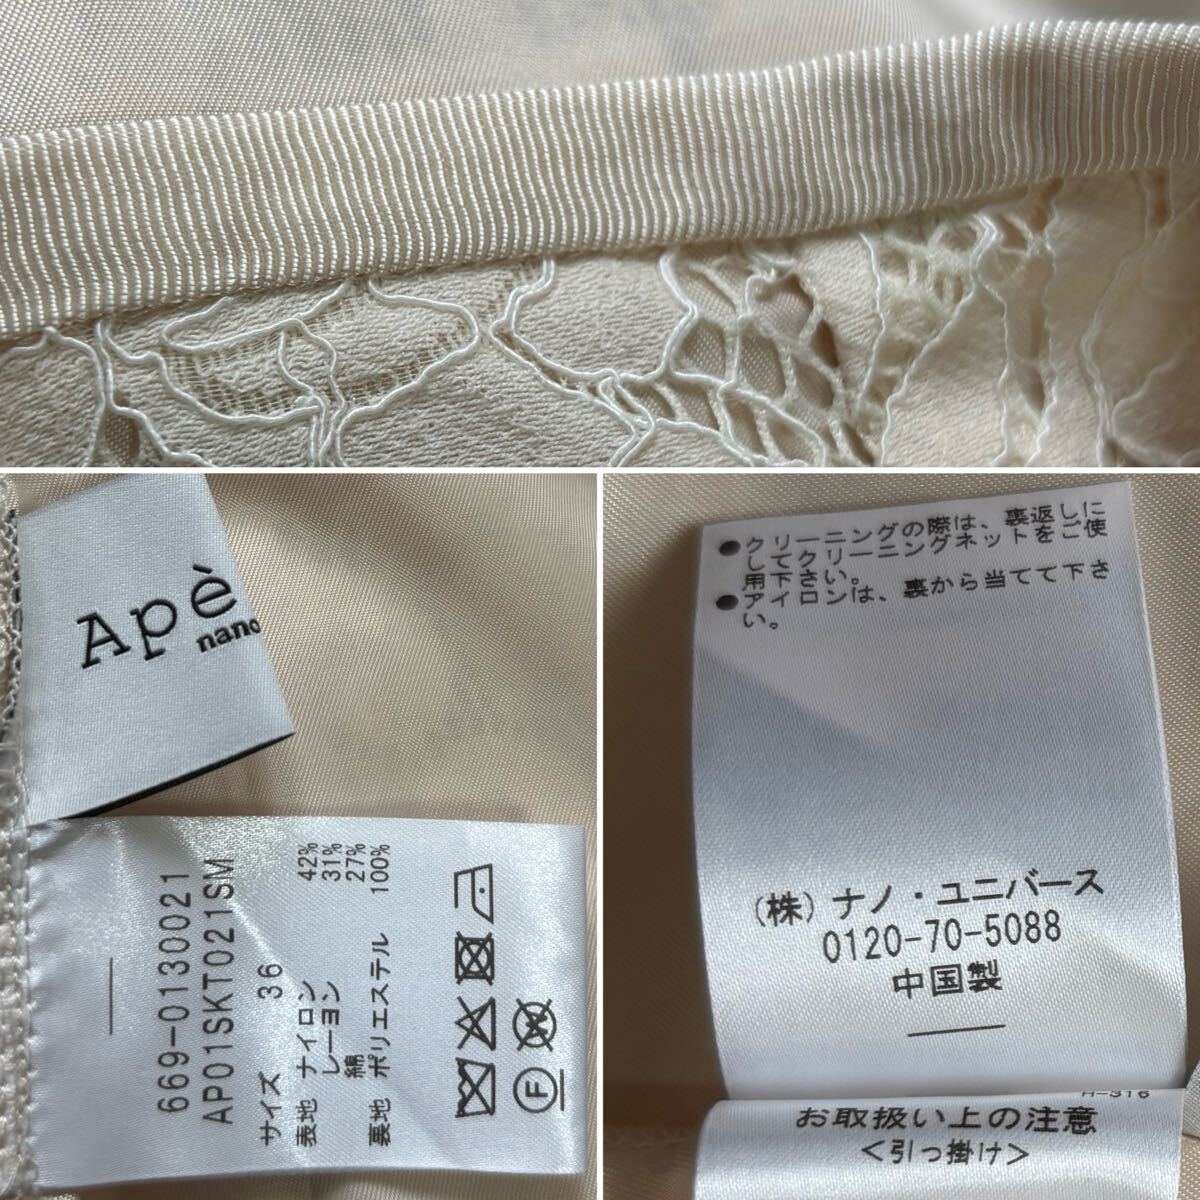 Apè
nano
669-0130021
AP01SKT021SM
サイズ 36
表地 ナイロン 42%
レーヨン 31%
綿 27%
裏地 ポリエステル 100%
F
W
●クリーニングの際は、裏返しに
してクリーニングネットをご使
用下さい。
●アイロンは、裏から当てて下さ
い。
(株)ナノ・ユニバース
0120-70-5088
中国製
H-316
お取扱い上の注意
<引っ掛け>